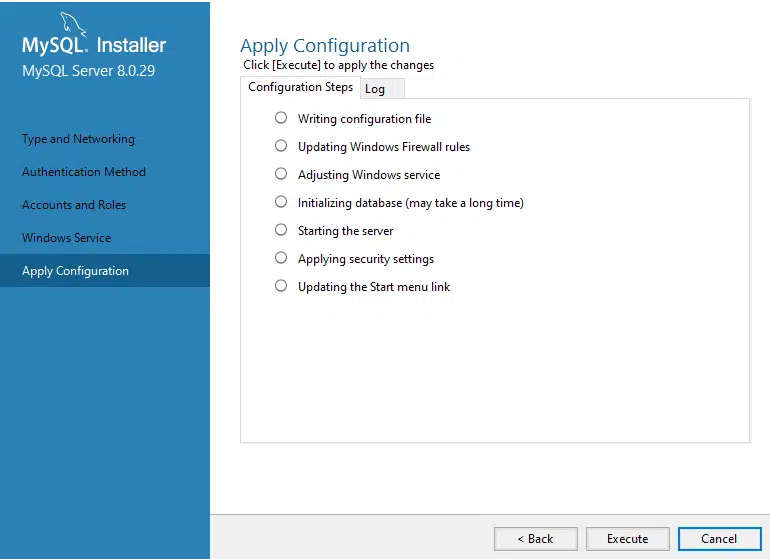 MySQL. Installer
MySQL Server 8.0.29
Type and Networking
Authentication Method
Accounts and Roles
Windows Service
Apply Configuration
Apply Configuration
Click [Execute] to apply the changes
Configuration Steps Log
Writing configuration file
Updating Windows Firewall rules
Adjusting Windows service
Initializing database (may take a long time)
Starting the server
Applying security settings
Updating the Start menu link
< Back Execute Cancel